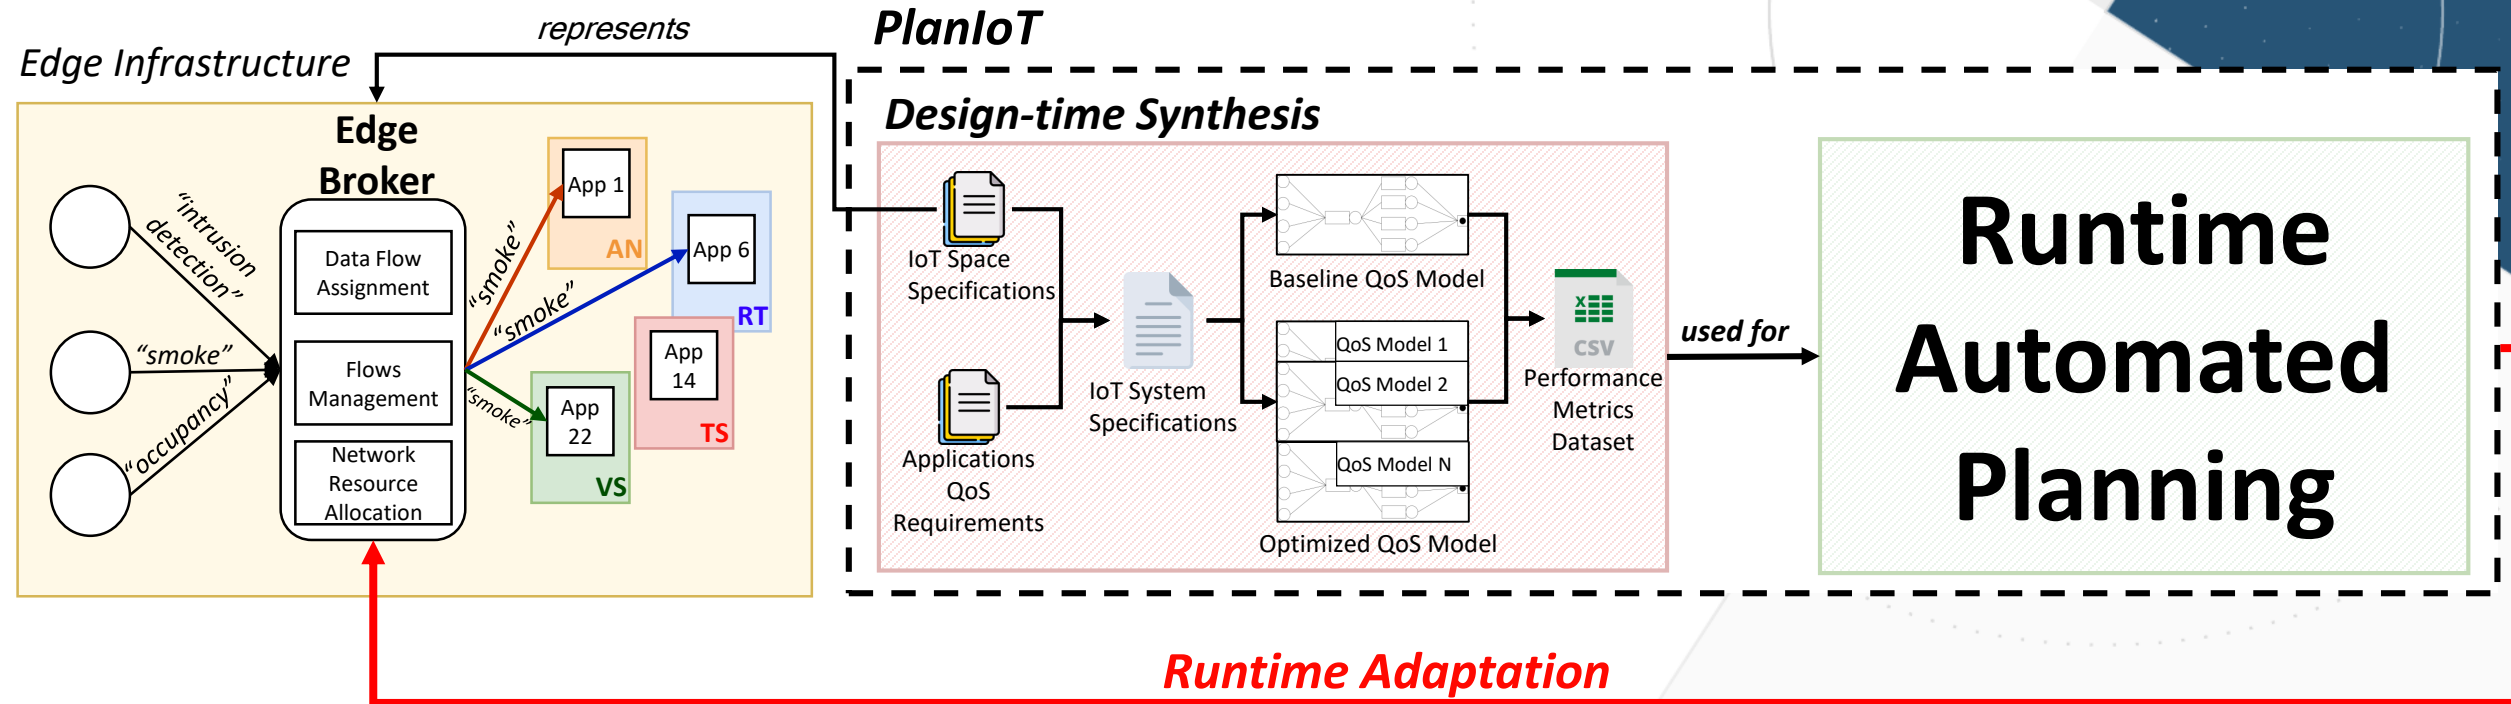 represents
PlanIoT
Edge Infrastructure
Edge
Broker
“intrusion
detection”
“smoke”
“occupancy”
Data Flow
Assignment
Flows
Management
Network
Resource
Allocation
“smoke”
“smoke”
“smoke”
App 1
AN
App 6
RT
App
14
TS
App
22
VS
Design-time Synthesis
IoT Space
Specifications
Applications
QoS
Requirements
IoT System
Specifications
Baseline QoS Model
QoS Model 1
QoS Model 2
QoS Model N
Optimized QoS Model
X
CSV
Performance
Metrics
Dataset
used for
Runtime
Automated
Planning
Runtime Adaptation